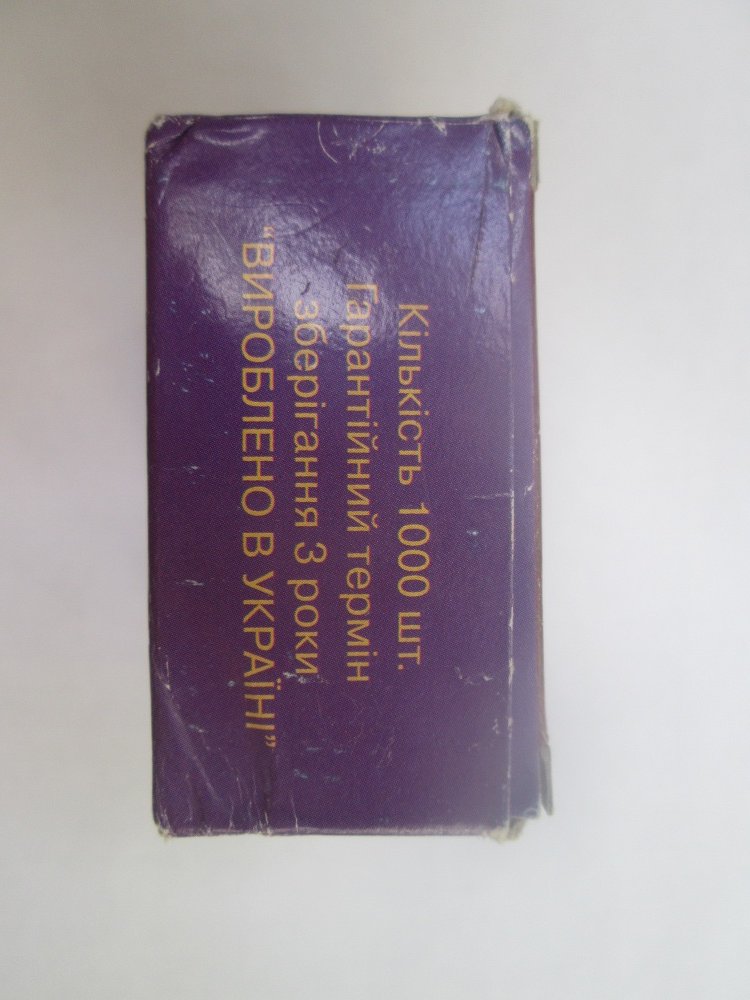 Кількість 1000 шт.
Гарантійний термін
зберігання 3 роки
“ВИРОБЛЕНО В УКРАЇНІ”